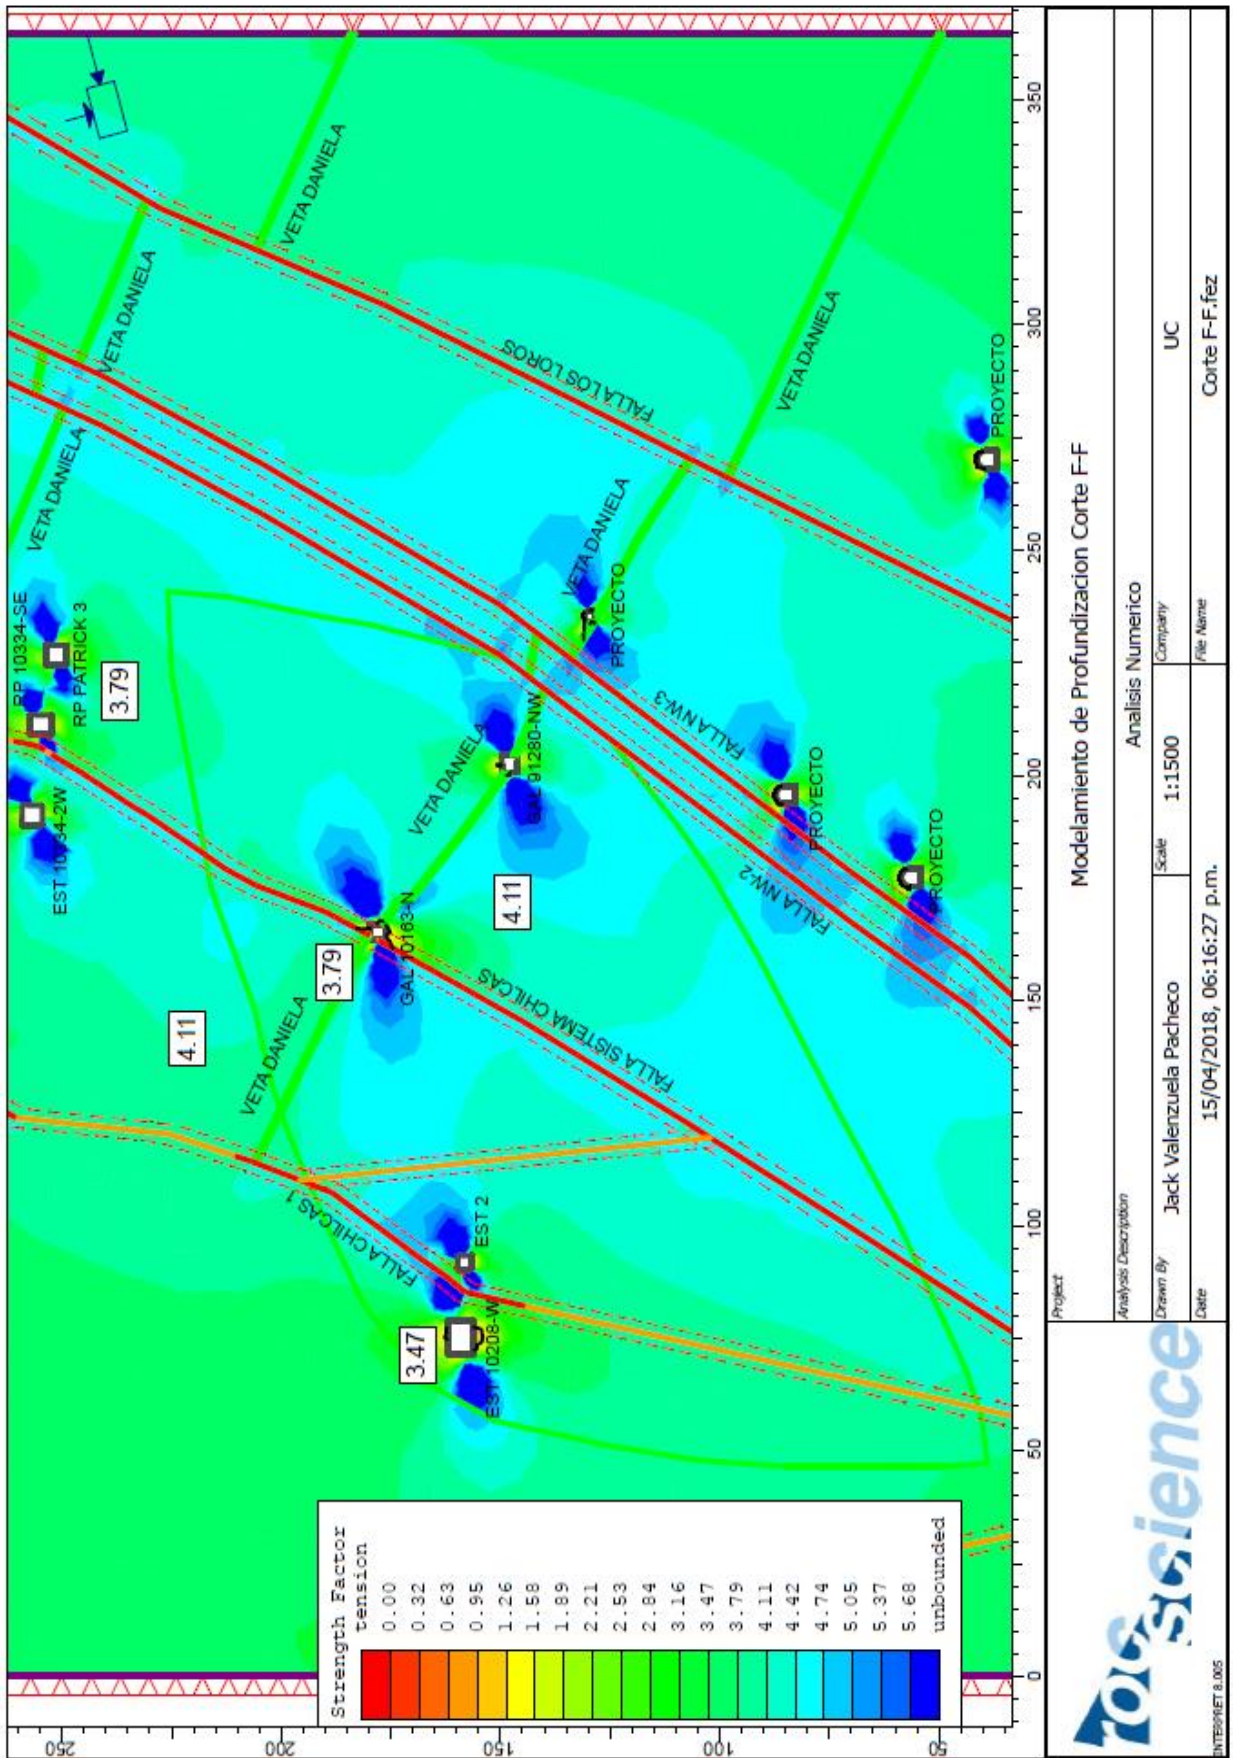 Strength Factor
tension
0.00
0.32
0.63
0.95
1.26
1.58
1.89
2.21
2.53
2.84
3.16
3.47
3.79
4.11
4.42
4.74
5.05
5.37
5.68
unbounded
RP 10334-SE
RP PATRICK 3
3.79
EST 10334-2W
VETA DANIELA
VETA DANIELA
VETA DANIELA
VETA DANIELA
4.11
VETA DANIELA
3.79
GAL 10163-N
VETA DANIELA
GAL 91280-NW
4.11
VETA DANIELA
PROYECTO
FALLA LOS LOROS
FALLA CHILCAS 1
EST 2
3.47
EST 10208-W
FALLA SISTEMA CHILCAS
FALLA NW-3
FALLA NW-2
PROYECTO
PROYECTO
PROYECTO
250
200
150
100
50
0
50
100
150
200
250
300
350
rocscience
INTERPRET 8.005
Project
Modelamiento de Profundizacion Corte F-F
Analysis Description
Analisis Numerico
Drawn By
Jack Valenzuela Pacheco
Scale
1:1500
Company
UC
Date
15/04/2018, 06:16:27 p.m.
File Name
Corte F-F.fez